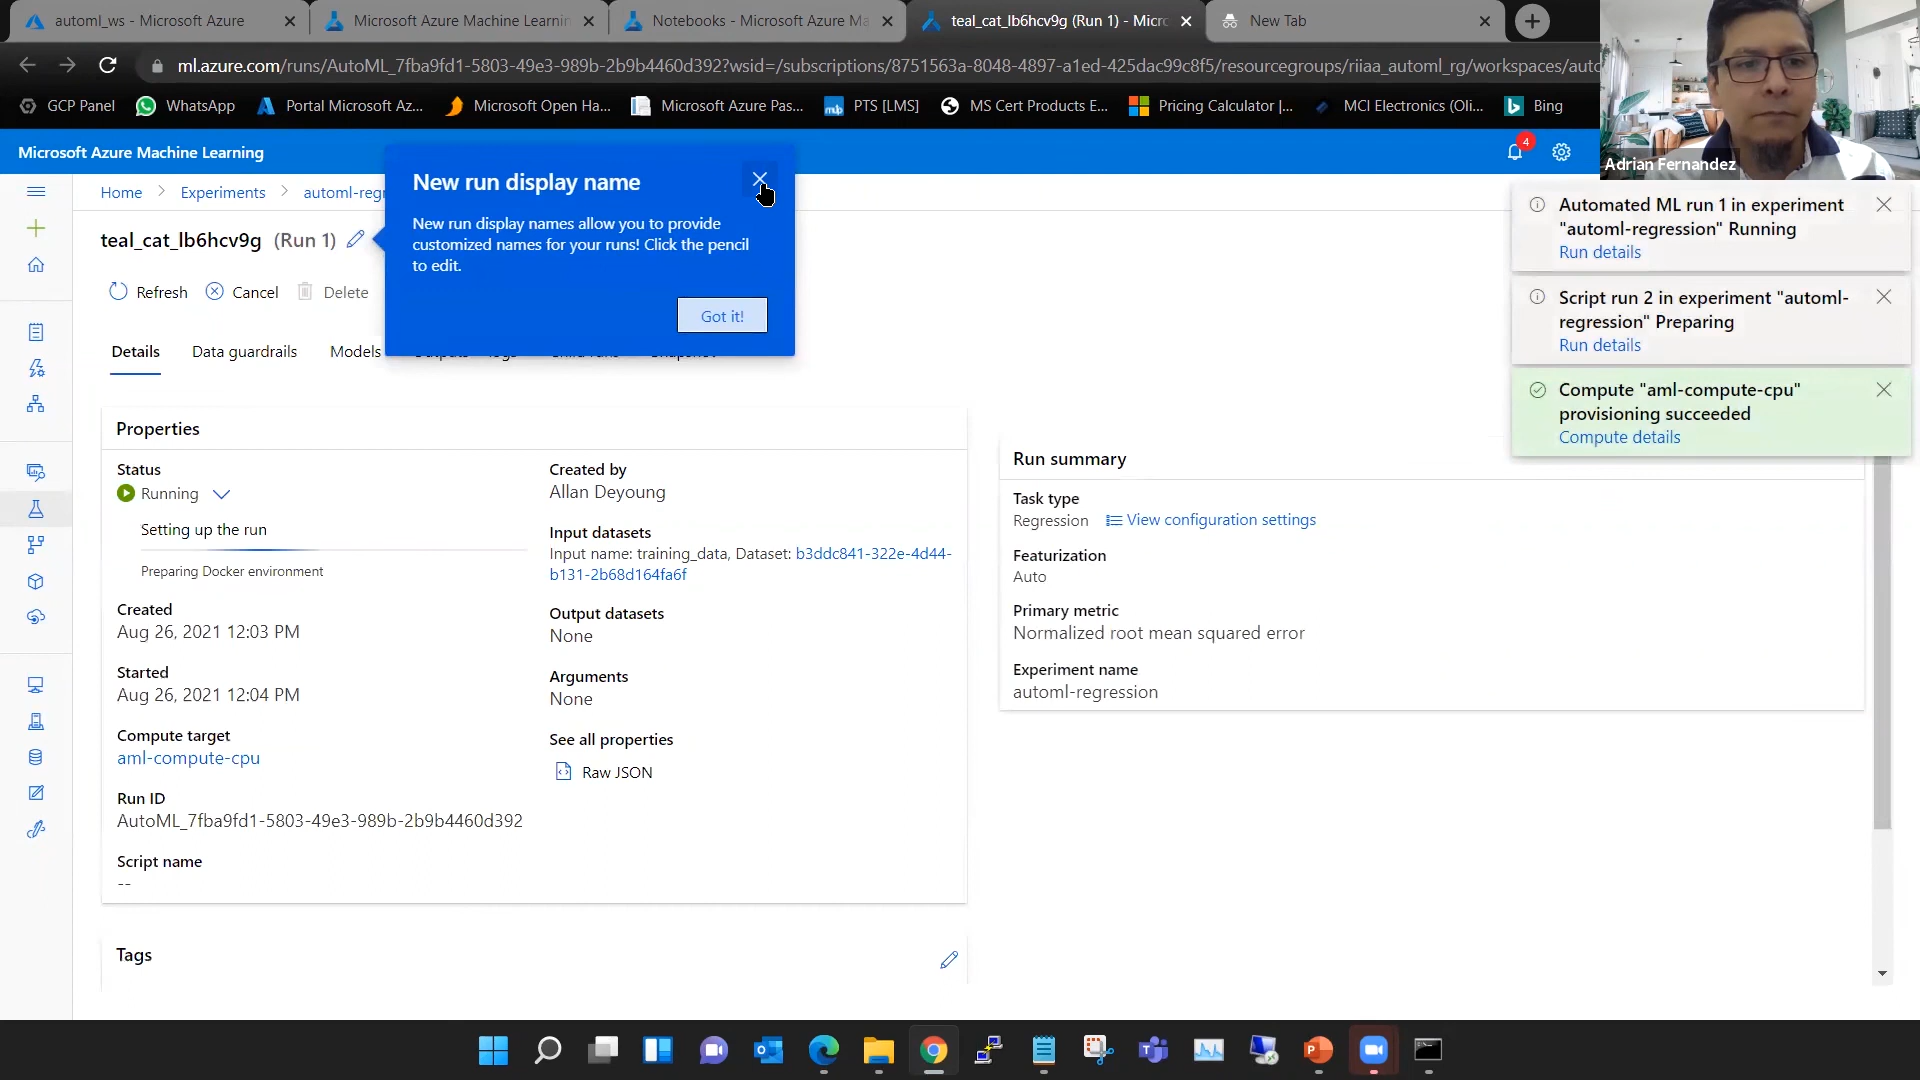 automl_ws - Microsoft Azure
Microsoft Azure Machine Learnin
Notebooks - Microsoft Azure Ma
teal_cat_lb6hcv9g (Run 1) - Micro
New Tab
ml.azure.com/runs/AutoML_7fba9fd1-5803-49e3-989b-2b9b4460d392?wsid=/subscriptions/8751563a-8048-4897-a1ed-425dac99c8f5/resourcegroups/riiaa_automl_rg/workspaces/auto
GCP Panel
WhatsApp
Portal Microsoft Az...
Microsoft Open Ha...
Microsoft Azure Pas...
PTS [LMS]
MS Cert Products E...
Pricing Calculator |...
MCI Electronics (Oli...
Bing
Microsoft Azure Machine Learning
4
Adrian Fernandez
Home > Experiments > automl-regr
New run display name
New run display names allow you to provide
customized names for your runs! Click the pencil
to edit.
Got it!
teal_cat_lb6hcv9g (Run 1)
Refresh
Cancel
Delete
Details
Data guardrails
Models
Automated ML run 1 in experiment
"automl-regression" Running
Run details
Script run 2 in experiment "automl-
regression" Preparing
Run details
Compute "aml-compute-cpu"
provisioning succeeded
Compute details
Properties
Status
Running
Setting up the run
Preparing Docker environment
Created
Aug 26, 2021 12:03 PM
Started
Aug 26, 2021 12:04 PM
Compute target
aml-compute-cpu
Run ID
AutoML_7fba9fd1-5803-49e3-989b-2b9b4460d392
Script name
--
Created by
Allan Deyoung
Input datasets
Input name: training_data, Dataset: b3ddc841-322e-4d44-
b131-2b68d164fa6f
Output datasets
None
Arguments
None
See all properties
Raw JSON
Run summary
Task type
Regression
View configuration settings
Featurization
Auto
Primary metric
Normalized root mean squared error
Experiment name
automl-regression
Tags